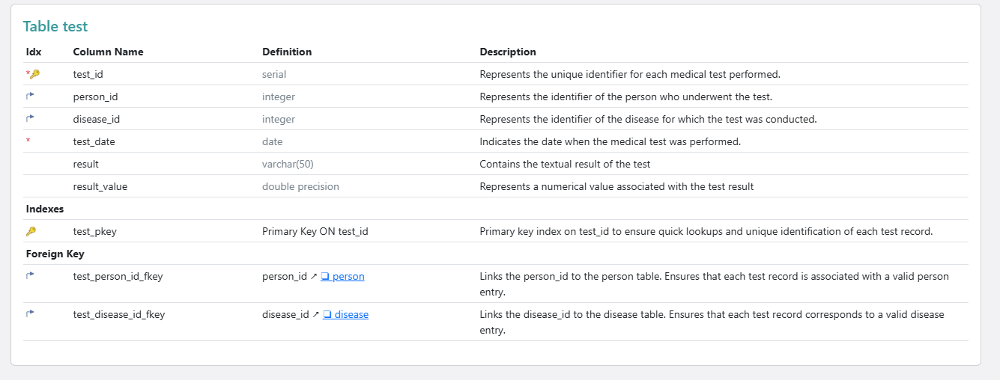 Table test
Idx Column Name Definition Description
* test_id serial Represents the unique identifier for each medical test performed.
person_id integer Represents the identifier of the person who underwent the test.
disease_id integer Represents the identifier of the disease for which the test was conducted.
* test_date date Indicates the date when the medical test was performed.
result varchar(50) Contains the textual result of the test
result_value double precision Represents a numerical value associated with the test result
Indexes
test_pkey Primary Key ON test_id Primary key index on test_id to ensure quick lookups and unique identification of each test record.
Foreign Key
test_person_id_fkey person_id ↗ ❏ person Links the person_id to the person table. Ensures that each test record is associated with a valid person
entry.
test_disease_id_fkey disease_id ↗ ❏ disease Links the disease_id to the disease table. Ensures that each test record corresponds to a valid disease
entry.